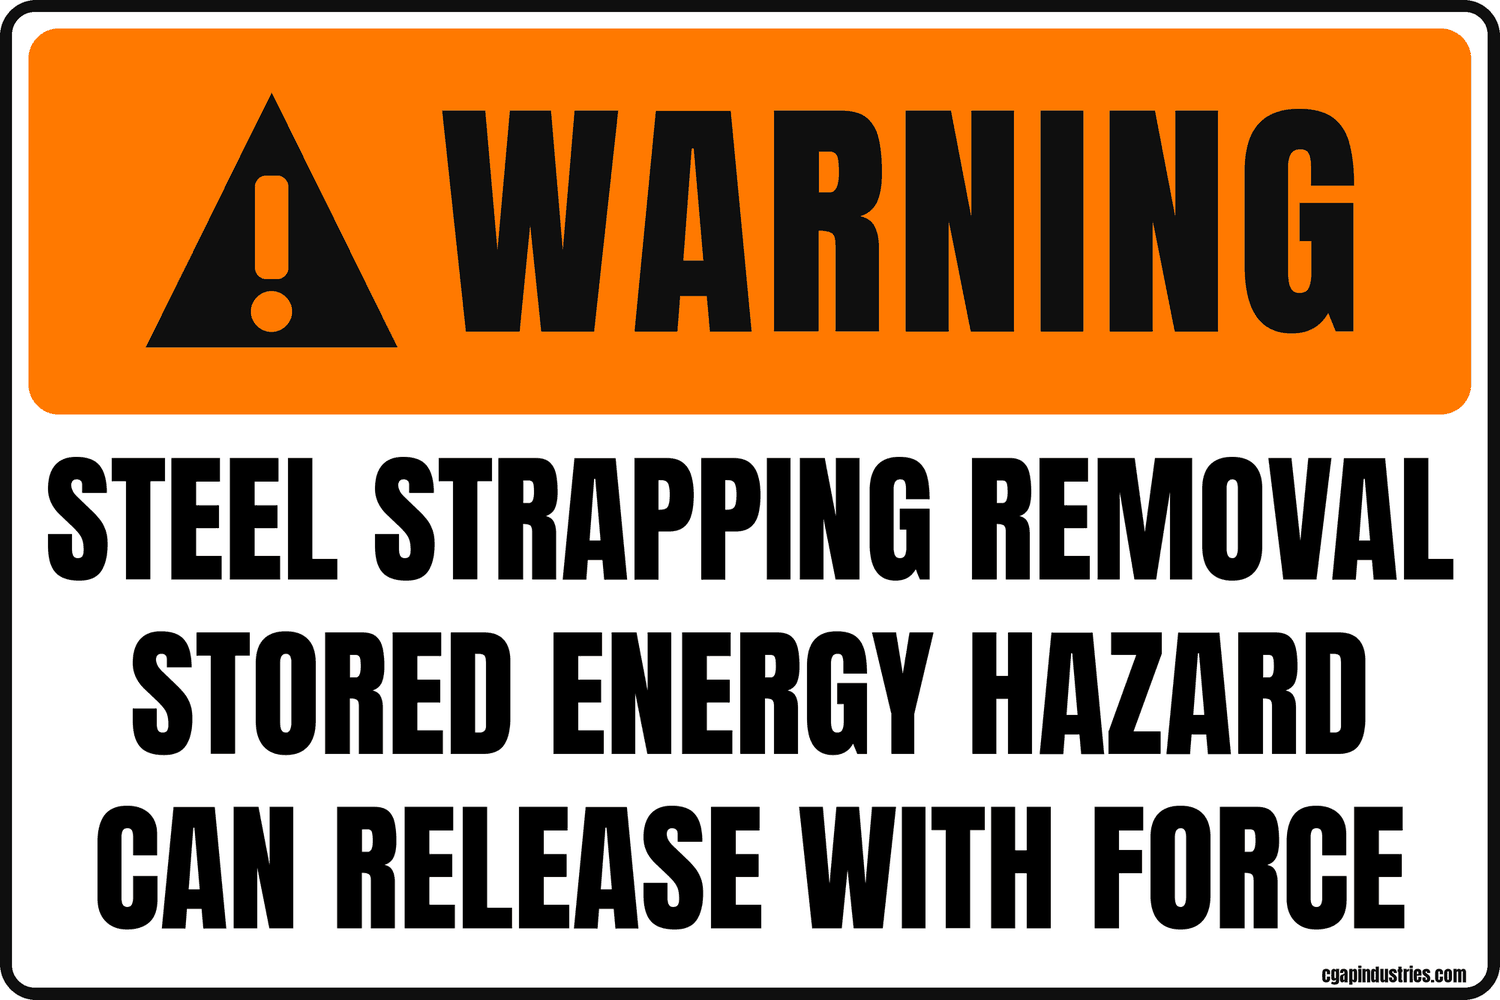 WARNING
STEEL STRAPPING REMOVAL
STORED ENERGY HAZARD
CAN RELEASE WITH FORCE
cgapindustries.com